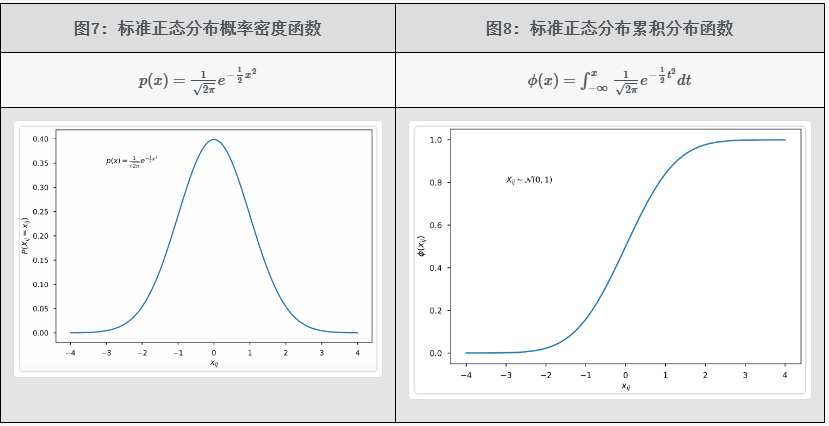 图7：标准正态分布概率密度函数
图8：标准正态分布累积分布函数
p(x) = \frac{1}{\sqrt{2\pi}} e^{-\frac{1}{2}x^2}
ϕ(x) = \int_{-\infty}^{x} \frac{1}{\sqrt{2\pi}} e^{-\frac{1}{2}t^2} dt
0.40
0.35
0.30
0.25
0.20
0.15
0.10
0.05
0.00
P(X_{ij} = x_{ij})
p(x) = \frac{1}{\sqrt{2\pi}} e^{-\frac{1}{2}x^2}
−4 −3 −2 −1 0 1 2 3 4
x_{ij}
1.0
0.8
0.6
0.4
0.2
0.0
ϕ(x_{ij})
X_{ij} ~ 𝒩(0, 1)
−4 −3 −2 −1 0 1 2 3 4
x_{ij}